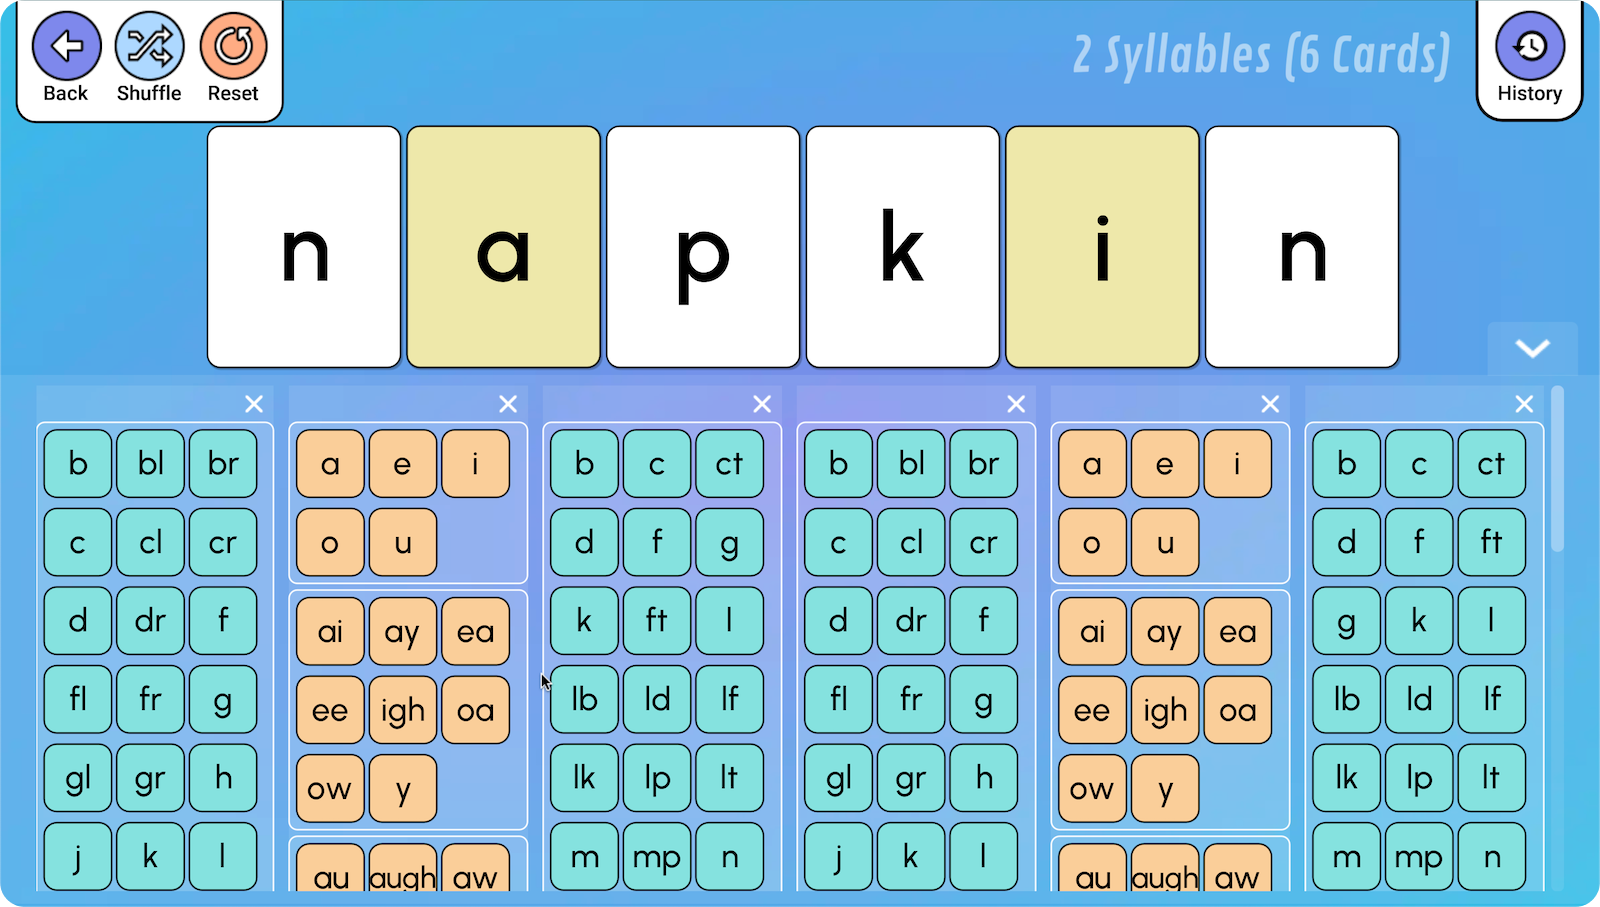 Back Shuffle Reset
2 Syllables (6 Cards)
History
n a p k i n
b bl br
c cl cr
d dr f
fl fr g
gl gr h
j k l
a e i
o u
ai ay ea
ee igh oa
ow y
au augh aw
b c ct
d f g
k ft l
lb ld lf
lk lp lt
m mp n
b bl br
c cl cr
d dr f
fl fr g
gl gr h
j k l
a e i
o u
ai ay ea
ee igh oa
ow y
au augh aw
b c ct
d f ft
g k l
lb ld lf
lk lp lt
m mp n